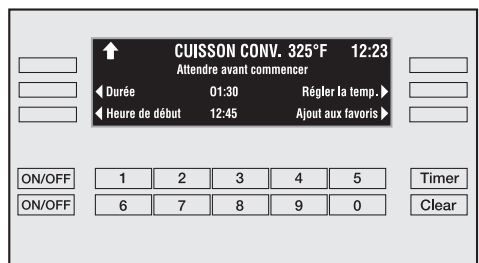 CUISSON CONV. 325°F 12:23
Attendre avant commencer
Durée 01:30 Régler la temp.
Heure de début 12:45 Ajout aux favoris
ON/OFF 1 2 3 4 5 Timer
ON/OFF 6 7 8 9 0 Clear